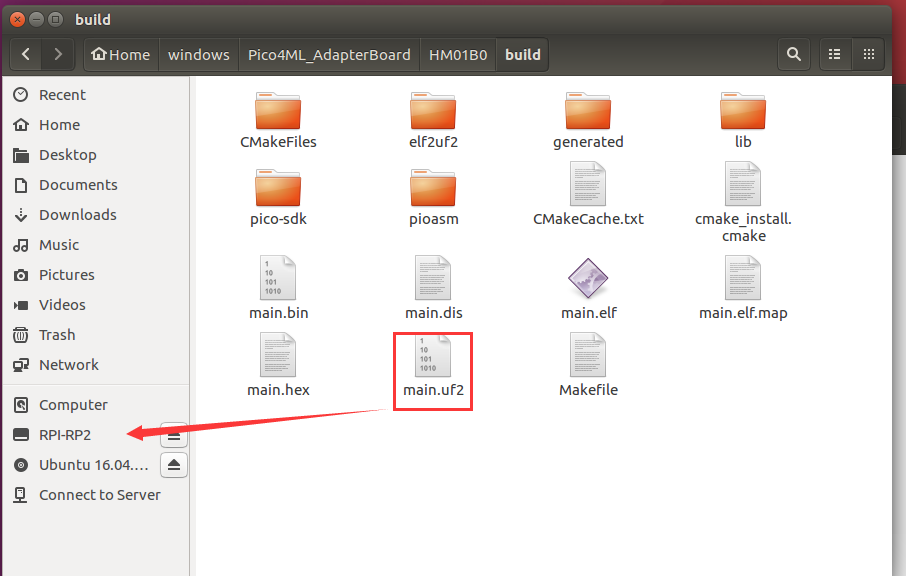 build
Home
windows
Pico4ML_AdapterBoard
HM01B0
build
Recent
Home
Desktop
Documents
Downloads
Music
Pictures
Videos
Trash
Network
Computer
RPI-RP2
Ubuntu 16.04....
Connect to Server
CMakeFiles
elf2uf2
generated
lib
pico-sdk
pioasm
CMakeCache.txt
cmake_install.
cmake
1
10
101
1010
main.bin
main.dis
main.elf
main.elf.map
main.hex
1
10
101
1010
main.uf2
Makefile